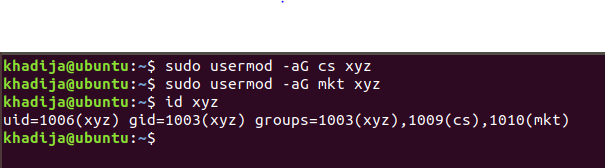 khadija@ubuntu:~$ sudo usermod -aG cs xyz
khadija@ubuntu:~$ sudo usermod -aG mkt xyz
khadija@ubuntu:~$ id xyz
uid=1006(xyz) gid=1003(xyz) groups=1003(xyz),1009(cs),1010(mkt)
khadija@ubuntu:~$